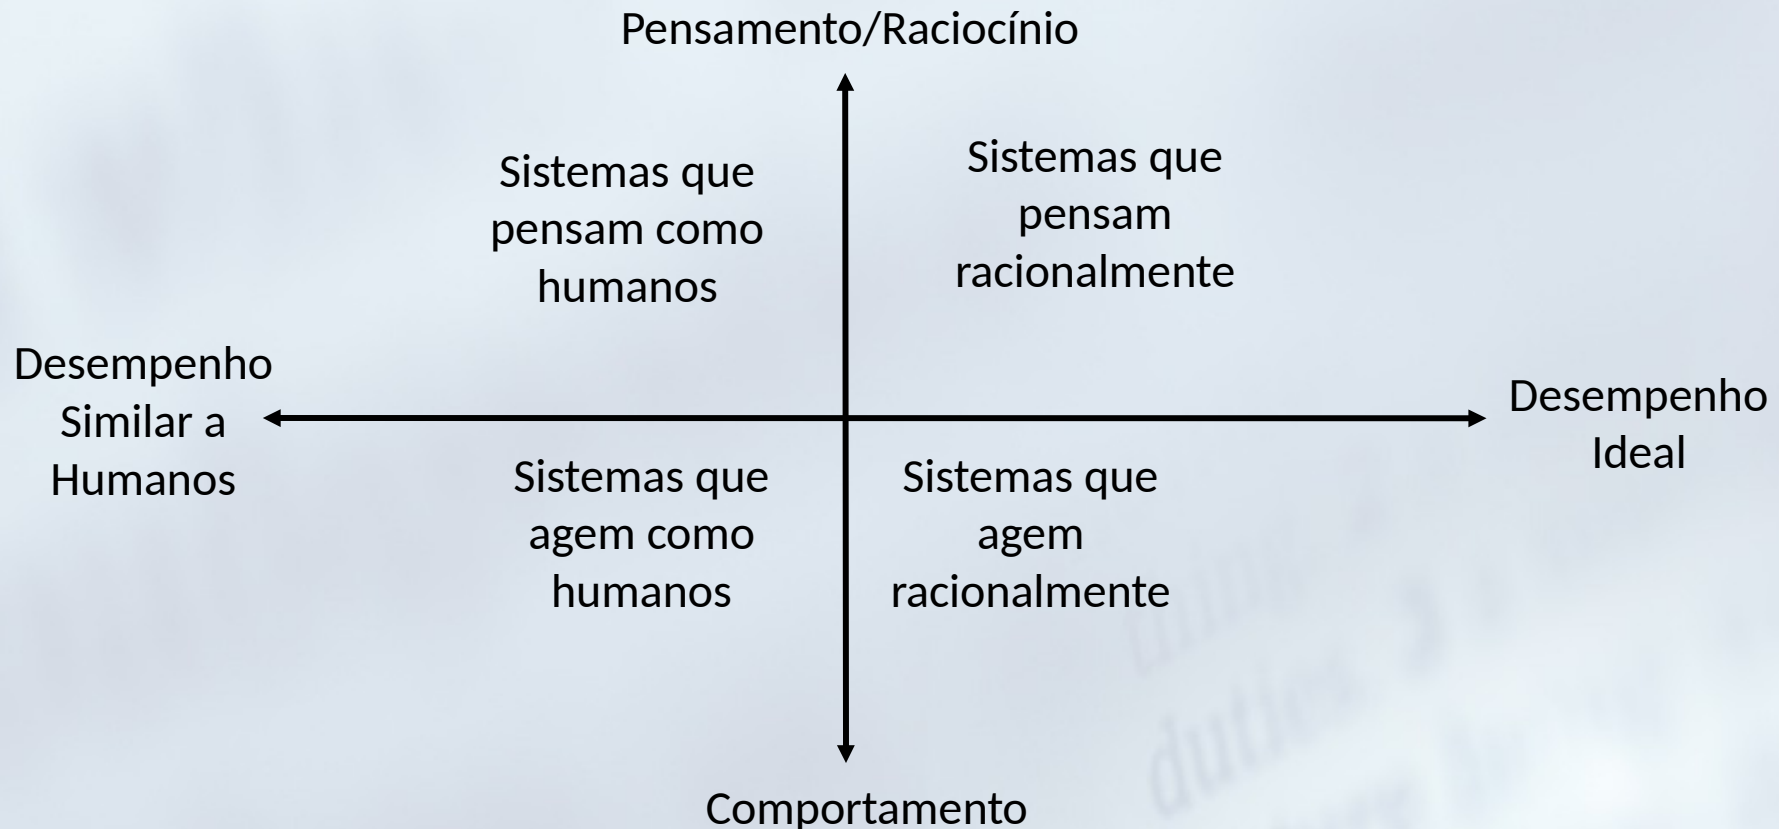 Pensamento/Raciocínio
Sistemas que
pensam como
humanos
Sistemas que
pensam
racionalmente
Desempenho
Similar a
Humanos
Desempenho
Ideal
Sistemas que
agem como
humanos
Sistemas que
agem
racionalmente
duties
Comportamento